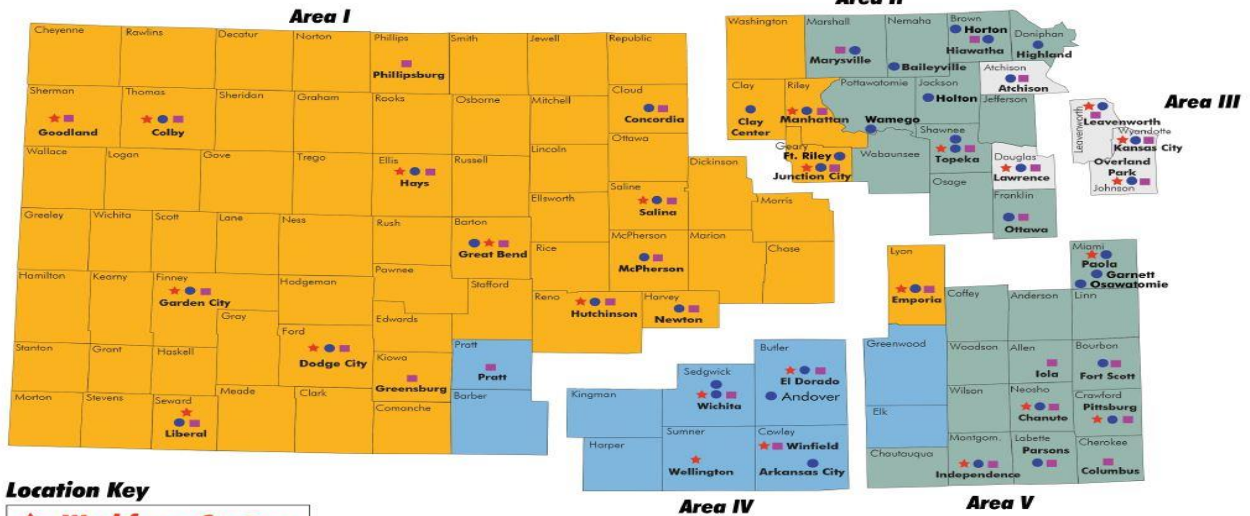 Area I
Cheyenne Rawlins Decatur Norton Phillips Smith Jewell Republic
Phillipsburg
Sherman Thomas Sheridan Graham Rooks Osborne Mitchell Cloud
Goodland Colby Concordia
Ottawa
Wallace Logan Gove Trego Ellis Russell Lincoln Dickinson
Hays
Saline
Salina
Ellsworth Morris
Greeley Wichita Scott Lane Ness Rush Barton McPherson Marion
Great Bend Rice Chase
McPherson
Hamilton Kearny Finney Hodgeman Pawnee Stafford Reno Harvey
Garden City Hutchinson Newton
Gray Edwards
Ford
Dodge City
Stanton Grant Haskell Kiowa Pratt
Greensburg Pratt
Morton Stevens Seward Meade Clark Comanche Barber
Liberal
Area II
Washington Marshall Nemaha Brown Doniphan
Horton
Marysville Hiawatha Highland
Baileyville Atchison
Atchison
Clay Riley Pottawatomie Jackson Jefferson
Clay Center Manhattan Holton
Wamego
Geary Shawnee
Ft. Riley Wabaunsee Topeka Douglas
Junction City Lawrence
Osage Franklin
Ottawa
Area III
Leavenworth
Leavenworth
Wyandotte
Kansas City
Overland Park
Johnson
Kingman Sedgwick Butler
El Dorado
Wichita Andover
Harper Sumner Cowley
Winfield
Wellington Arkansas City
Area IV
Lyon Miami
Paola
Garnett
Emporia Osawatomie
Coffey Anderson Linn
Greenwood Woodson Allen Bourbon
Iola Fort Scott
Elk Wilson Neosho Crawford
Chanute Pittsburg
Chautauqua Montgom. Labette Cherokee
Parsons
Independence Columbus
Area V
Location Key